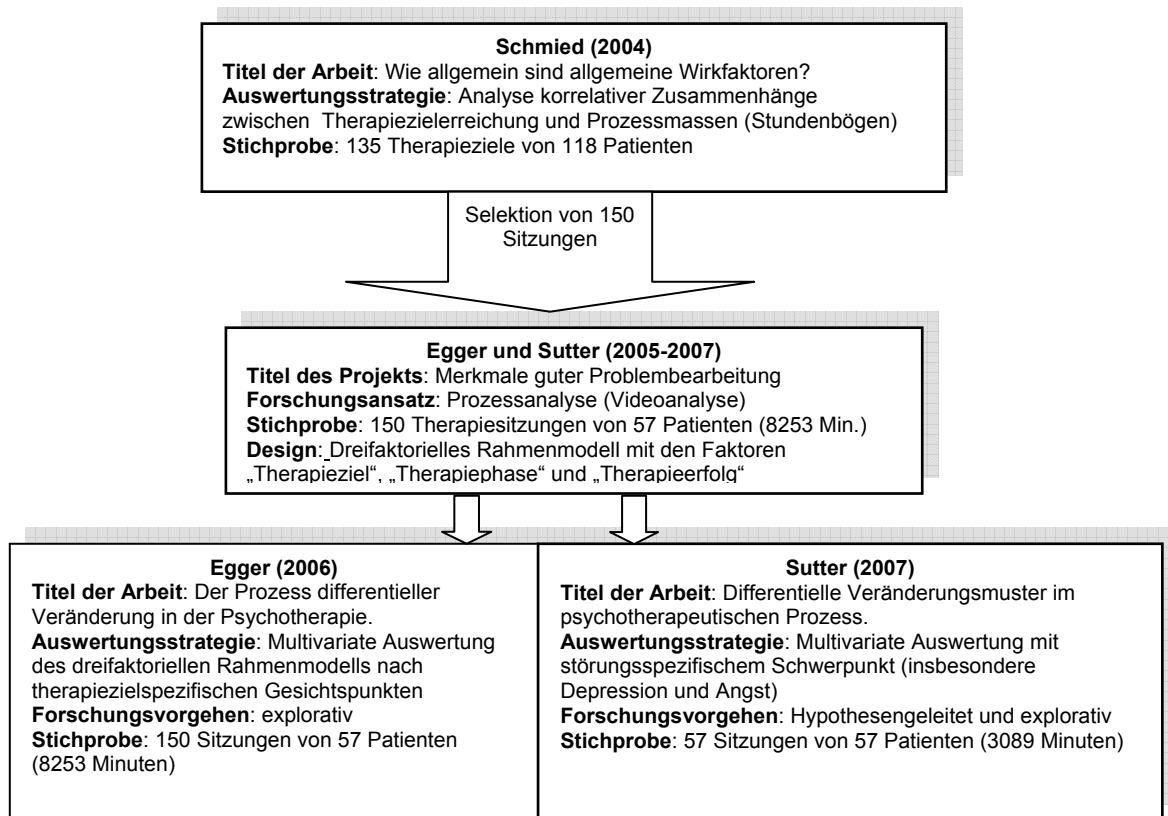 Schmied (2004)
Titel der Arbeit: Wie allgemein sind allgemeine Wirkfaktoren?
Auswertungsstrategie: Analyse korrelativer Zusammenhänge
zwischen Therapiezielerreichung und Prozessmassen (Stundenbögen)
Stichprobe: 135 Therapieziele von 118 Patienten
Selektion von 150
Sitzungen
Egger und Sutter (2005-2007)
Titel des Projekts: Merkmale guter Problembearbeitung
Forschungsansatz: Prozessanalyse (Videoanalyse)
Stichprobe: 150 Therapiesitzungen von 57 Patienten (8253 Min.)
Design: Dreifaktorielles Rahmenmodell mit den Faktoren
„Therapieziel“, „Therapiephase“ und „Therapieerfolg“
Egger (2006)
Titel der Arbeit: Der Prozess differentieller
Veränderung in der Psychotherapie.
Auswertungsstrategie: Multivariate Auswertung
des dreifaktoriellen Rahmenmodells nach
therapiezielspezifischen Gesichtspunkten
Forschungsvorgehen: explorativ
Stichprobe: 150 Sitzungen von 57 Patienten
(8253 Minuten)
Sutter (2007)
Titel der Arbeit: Differentielle Veränderungsmuster im
psychotherapeutischen Prozess.
Auswertungsstrategie: Multivariate Auswertung mit
störungsspezifischem Schwerpunkt (insbesondere
Depression und Angst)
Forschungsvorgehen: Hypothesengeleitet und explorativ
Stichprobe: 57 Sitzungen von 57 Patienten (3089 Minuten)